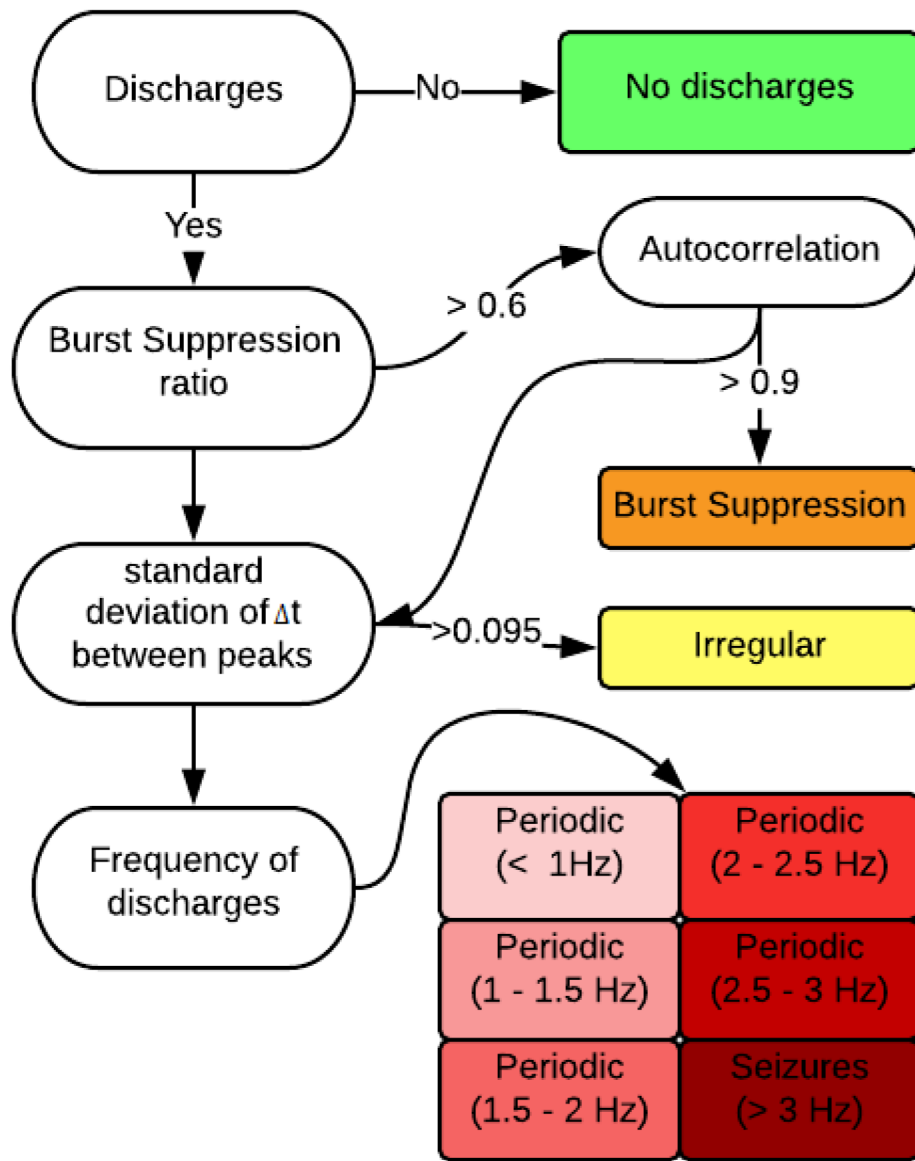 Discharges
No
No discharges
Yes
Autocorrelation
> 0.6
Burst Suppression
ratio
> 0.9
Burst Suppression
standard
deviation of Δt
between peaks
>0.095
Irregular
Frequency of
discharges
Periodic
(< 1Hz)
Periodic
(2 - 2.5 Hz)
Periodic
(1 - 1.5 Hz)
Periodic
(2.5 - 3 Hz)
Periodic
(1.5 - 2 Hz)
Seizures
(> 3 Hz)